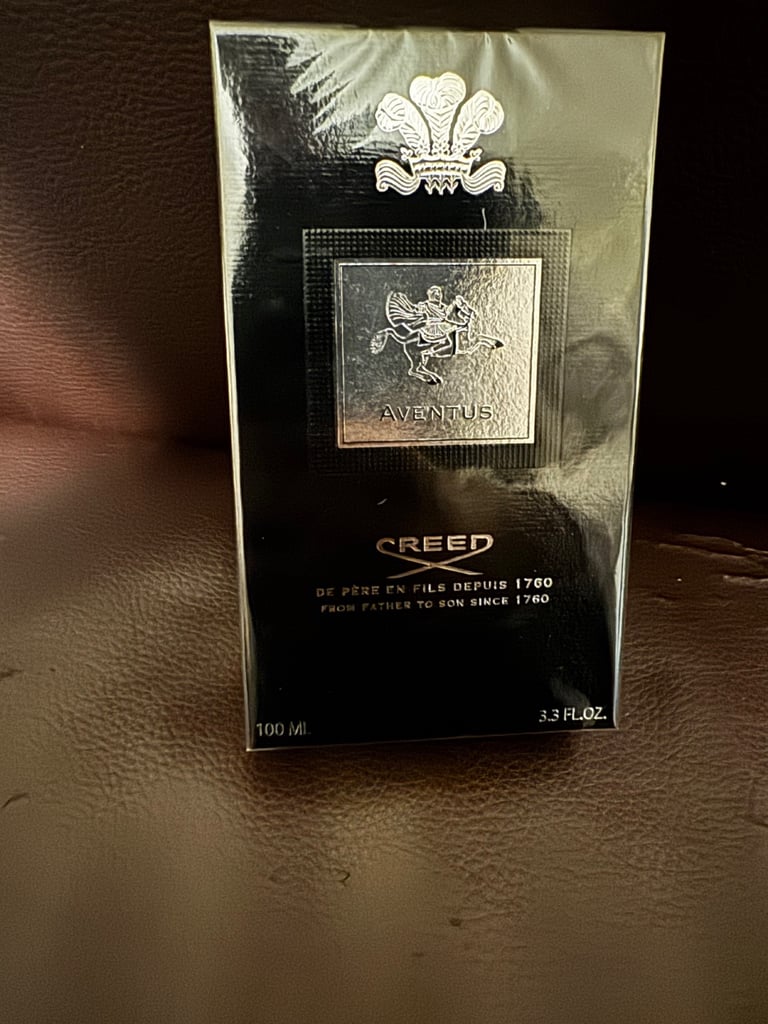 AVENTUS
CREED
DE PÈRE EN FILS DEPUIS 1760
FROM FATHER TO SON SINCE 1760
100 ML
3.3 FL.OZ.